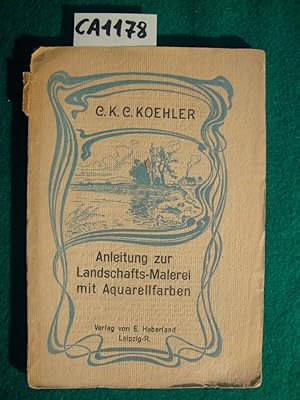 CA1178
C. K. C. KOEHLER
Anleitung zur
Landschafts-Malerei
mit Aquarellfarben
Verlag von E. Haberland
Leipzig-R.